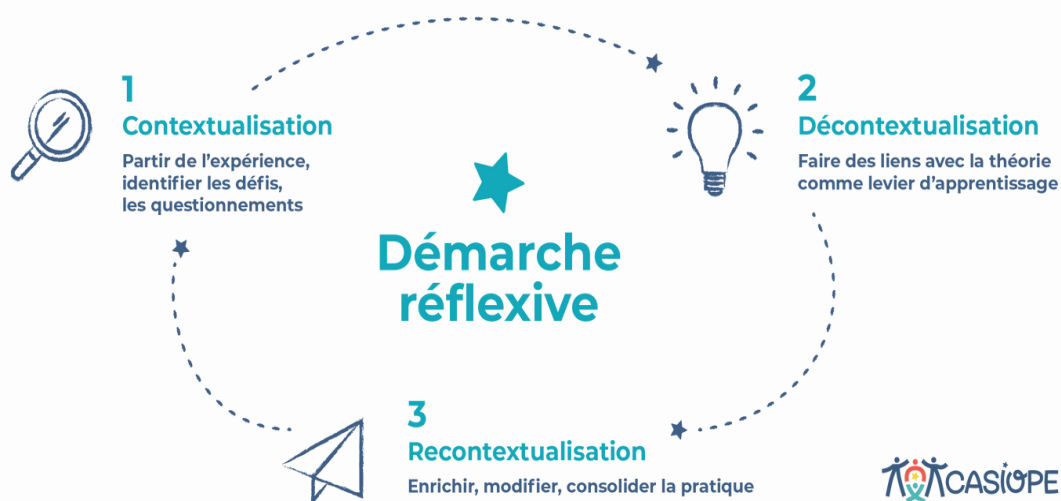 1
Contextualisation
Partir de l'expérience,
identifier les défis,
les questionnements
2
Décontextualisation
Faire des liens avec la théorie
comme levier d'apprentissage
Démarche
réflexive
3
Recontextualisation
Enrichir, modifier, consolider la pratique
CASIOPE